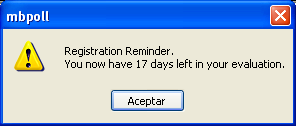 mbpoll
Registration Reminder.
You now have 17 days left in your evaluation.
Aceptar